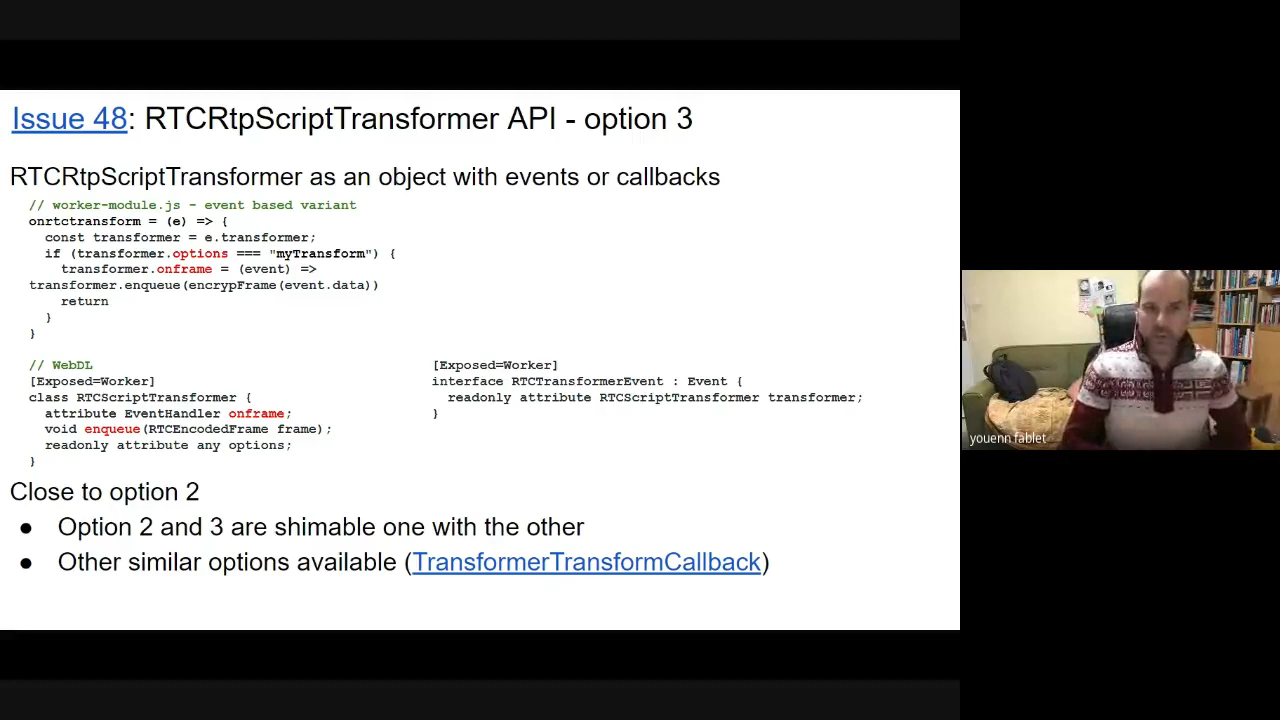 Issue 48: RTCRtpScriptTransformer API - option 3
RTCRtpScriptTransformer as an object with events or callbacks
// worker-module.js - event based variant
onrtctransform = (e) => {
const transformer = e.transformer;
if (transformer.options === "myTransform") {
transformer.onframe = (event) =>
transformer.enqueue(encrypFrame(event.data))
return
}
}
// WebDL
[Exposed=Worker]
class RTCScriptTransformer {
attribute EventHandler onframe;
void enqueue(RTCEncodedFrame frame);
readonly attribute any options;
}
[Exposed=Worker]
interface RTCTransformerEvent : Event {
readonly attribute RTCScriptTransformer transformer;
}
Close to option 2
● Option 2 and 3 are shimable one with the other
● Other similar options available (TransformerTransformCallback)
youenn fablet